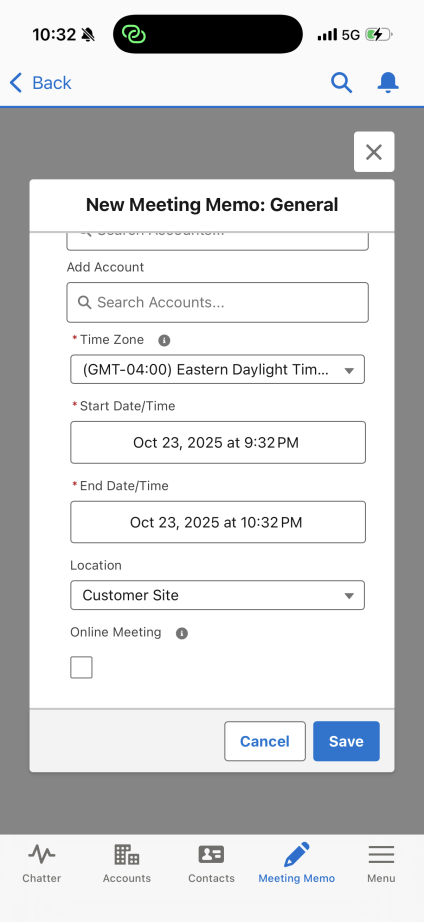 10:32
5G
Back
New Meeting Memo: General
Search Accounts...
Add Account
Search Accounts...
* Time Zone
(GMT-04:00) Eastern Daylight Tim...
* Start Date/Time
Oct 23, 2025 at 9:32 PM
* End Date/Time
Oct 23, 2025 at 10:32 PM
Location
Customer Site
Online Meeting
Cancel
Save
Chatter
Accounts
Contacts
Meeting Memo
Menu